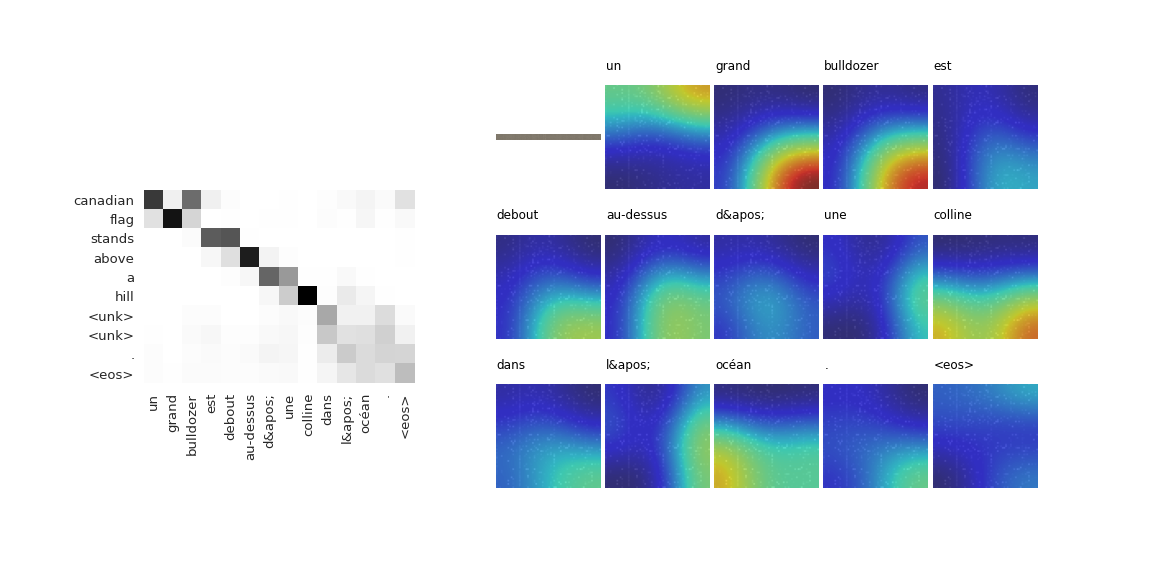 canadian
flag
stands
above
a
hill
<unk>
<unk>
.
<eos>
un
grand
bulldozer
est
debout
au-dessus
d&apos;
une
colline
dans
l&apos;
océan
.
<eos>
un grand bulldozer est
debout au-dessus d&apos; une colline
dans l&apos; océan . <eos>